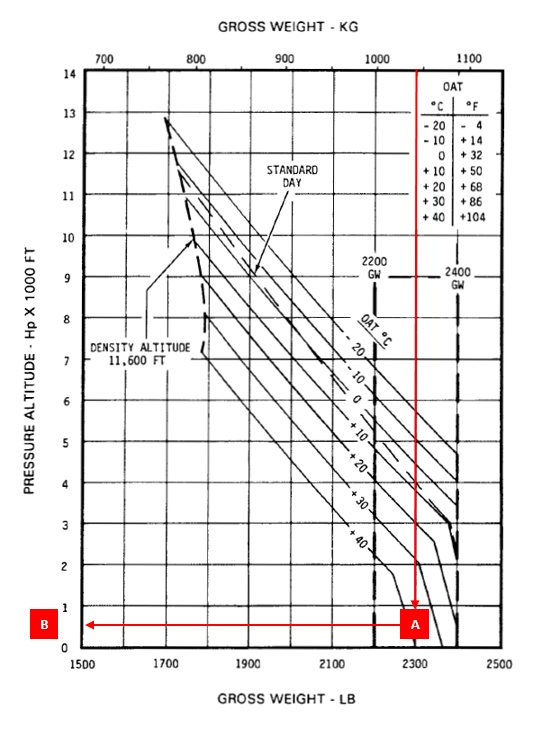 GROSS WEIGHT - KG
700 800 900 1000 1100
14
OAT
°C °F
- 20 - 4
- 10 + 14
0 + 32
+ 10 + 50
+ 20 + 68
+ 30 + 86
+ 40 +104
13
12
STANDARD
DAY
11
10
2200
GW
2400
GW
9
8
OAT °C
DENSITY ALTITUDE
11,600 FT
7
- 20
- 10
6
0
+ 10
5
+ 20
4
+ 30
3
+ 40
2
1
B
A
0
PRESSURE ALTITUDE - Hp X 1000 FT
1500 1700 1900 2100 2300 2500
GROSS WEIGHT - LB